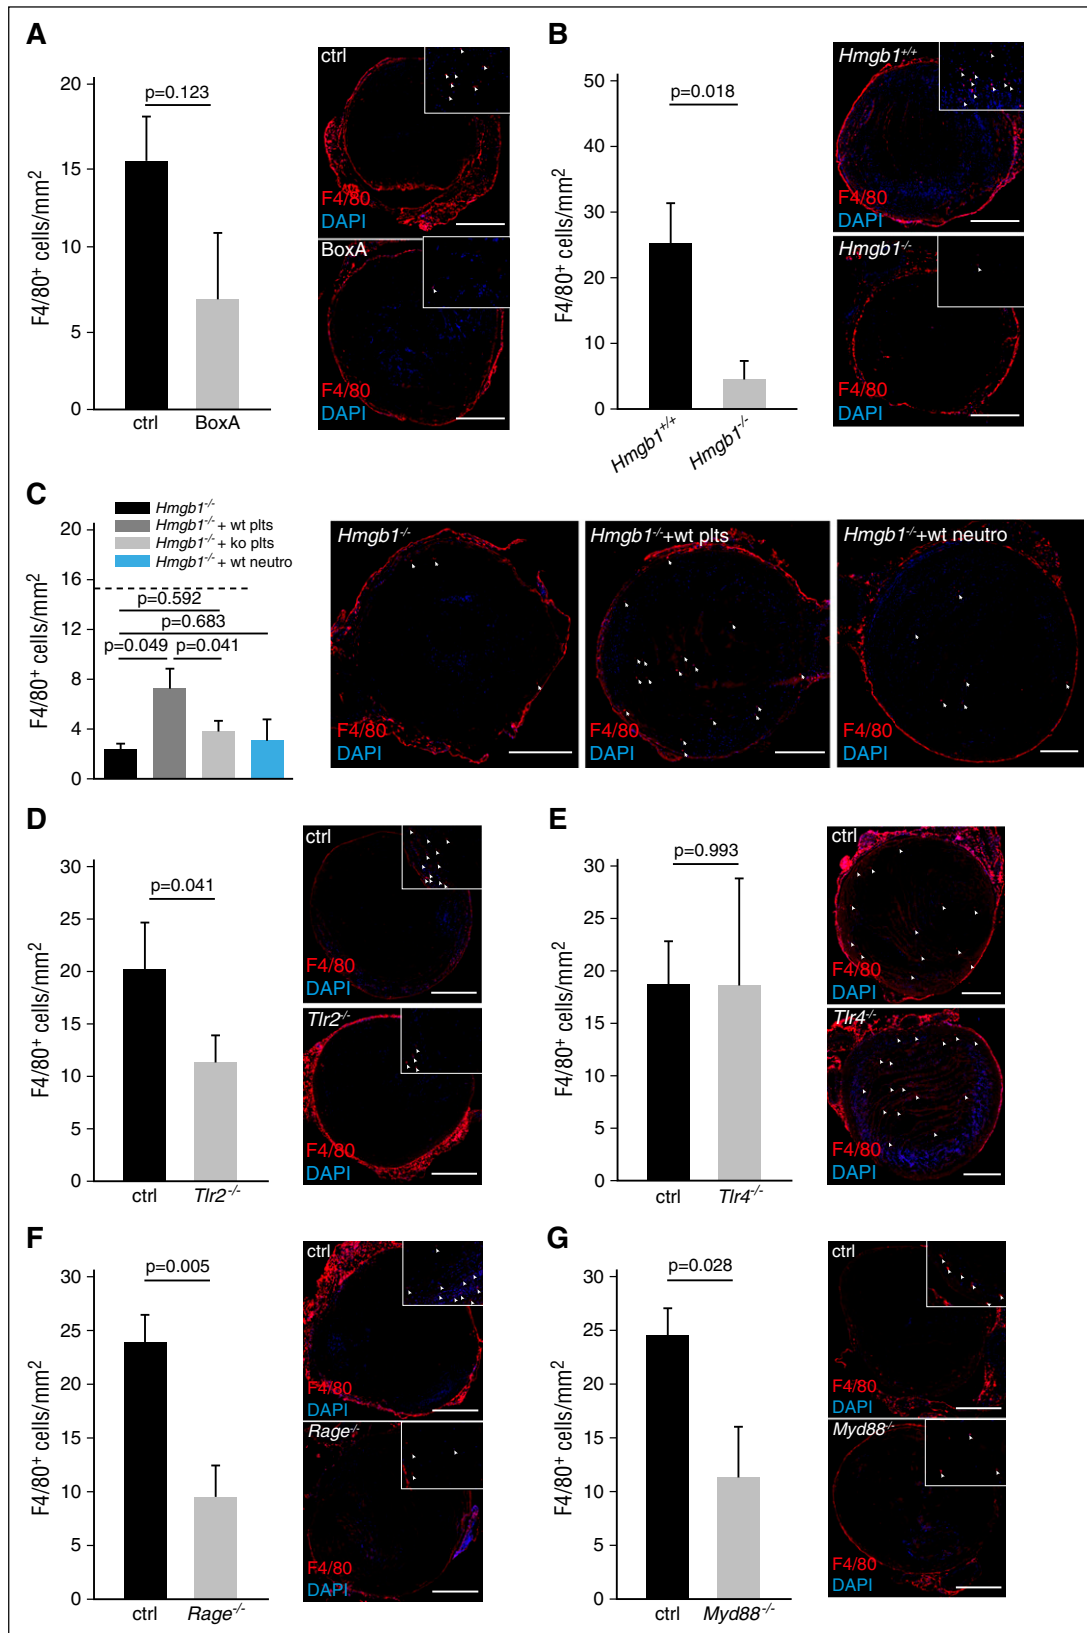 A
F4/80⁺ cells/mm²
20
15
10
5
0
p=0.123
ctrl
BoxA
ctrl
F4/80
DAPI
BoxA
F4/80
DAPI
B
F4/80⁺ cells/mm²
50
40
30
20
10
0
p=0.018
Hmgb1⁺/⁺
Hmgb1⁻/⁻
Hmgb1⁺/⁺
F4/80
DAPI
Hmgb1⁻/⁻
F4/80
DAPI
C
Hmgb1⁻/⁻
Hmgb1⁻/⁻ + wt plts
Hmgb1⁻/⁻ + ko plts
Hmgb1⁻/⁻ + wt neutro
F4/80⁺ cells/mm²
20
16
12
8
4
0
p=0.592
p=0.683
p=0.049
p=0.041
Hmgb1⁻/⁻
F4/80
DAPI
Hmgb1⁻/⁻+wt plts
F4/80
DAPI
Hmgb1⁻/⁻+wt neutro
F4/80
DAPI
D
F4/80⁺ cells/mm²
30
25
20
15
10
5
0
p=0.041
ctrl
Tlr2⁻/⁻
ctrl
F4/80
DAPI
Tlr2⁻/⁻
F4/80
DAPI
E
F4/80⁺ cells/mm²
30
25
20
15
10
5
0
p=0.993
ctrl
Tlr4⁻/⁻
ctrl
F4/80
DAPI
Tlr4⁻/⁻
F4/80
DAPI
F
F4/80⁺ cells/mm²
30
25
20
15
10
5
0
p=0.005
ctrl
Rage⁻/⁻
ctrl
F4/80
DAPI
Rage⁻/⁻
F4/80
DAPI
G
F4/80⁺ cells/mm²
30
25
20
15
10
5
0
p=0.028
ctrl
Myd88⁻/⁻
ctrl
F4/80
DAPI
Myd88⁻/⁻
F4/80
DAPI